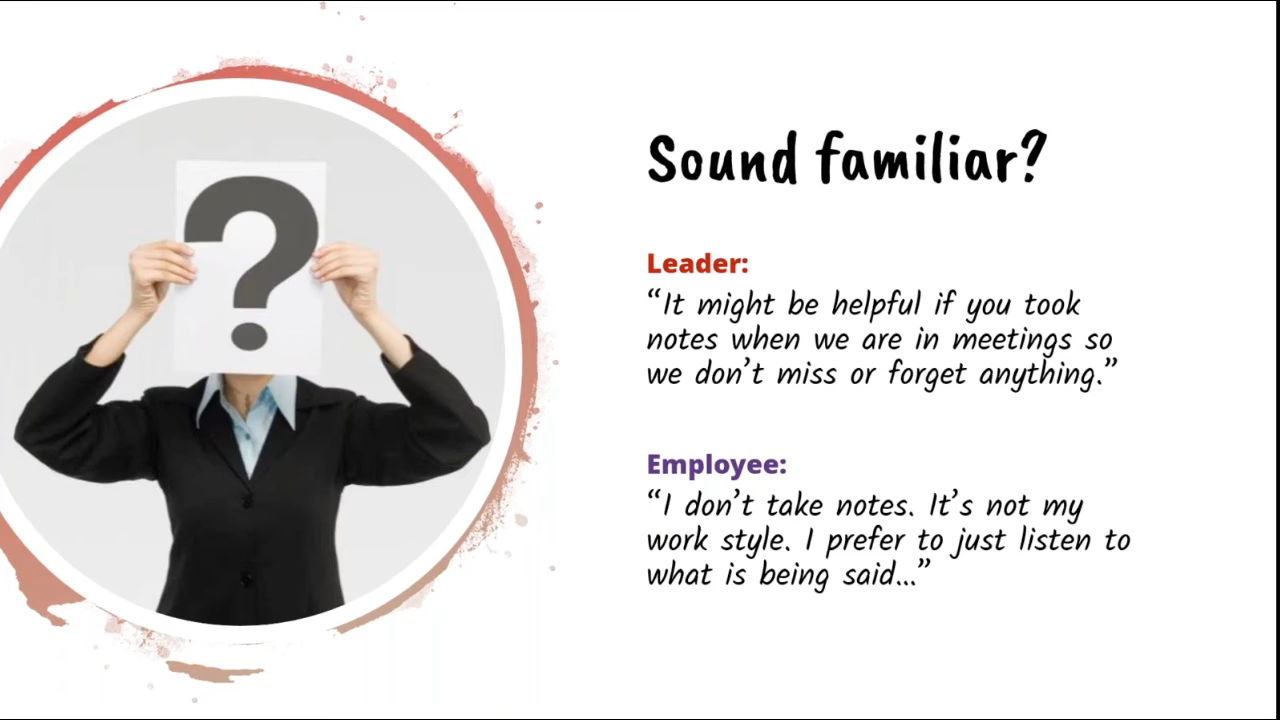 ?
Sound familiar?
Leader:
“It might be helpful if you took
notes when we are in meetings so
we don’t miss or forget anything.”
Employee:
“I don’t take notes. It’s not my
work style. I prefer to just listen to
what is being said...”